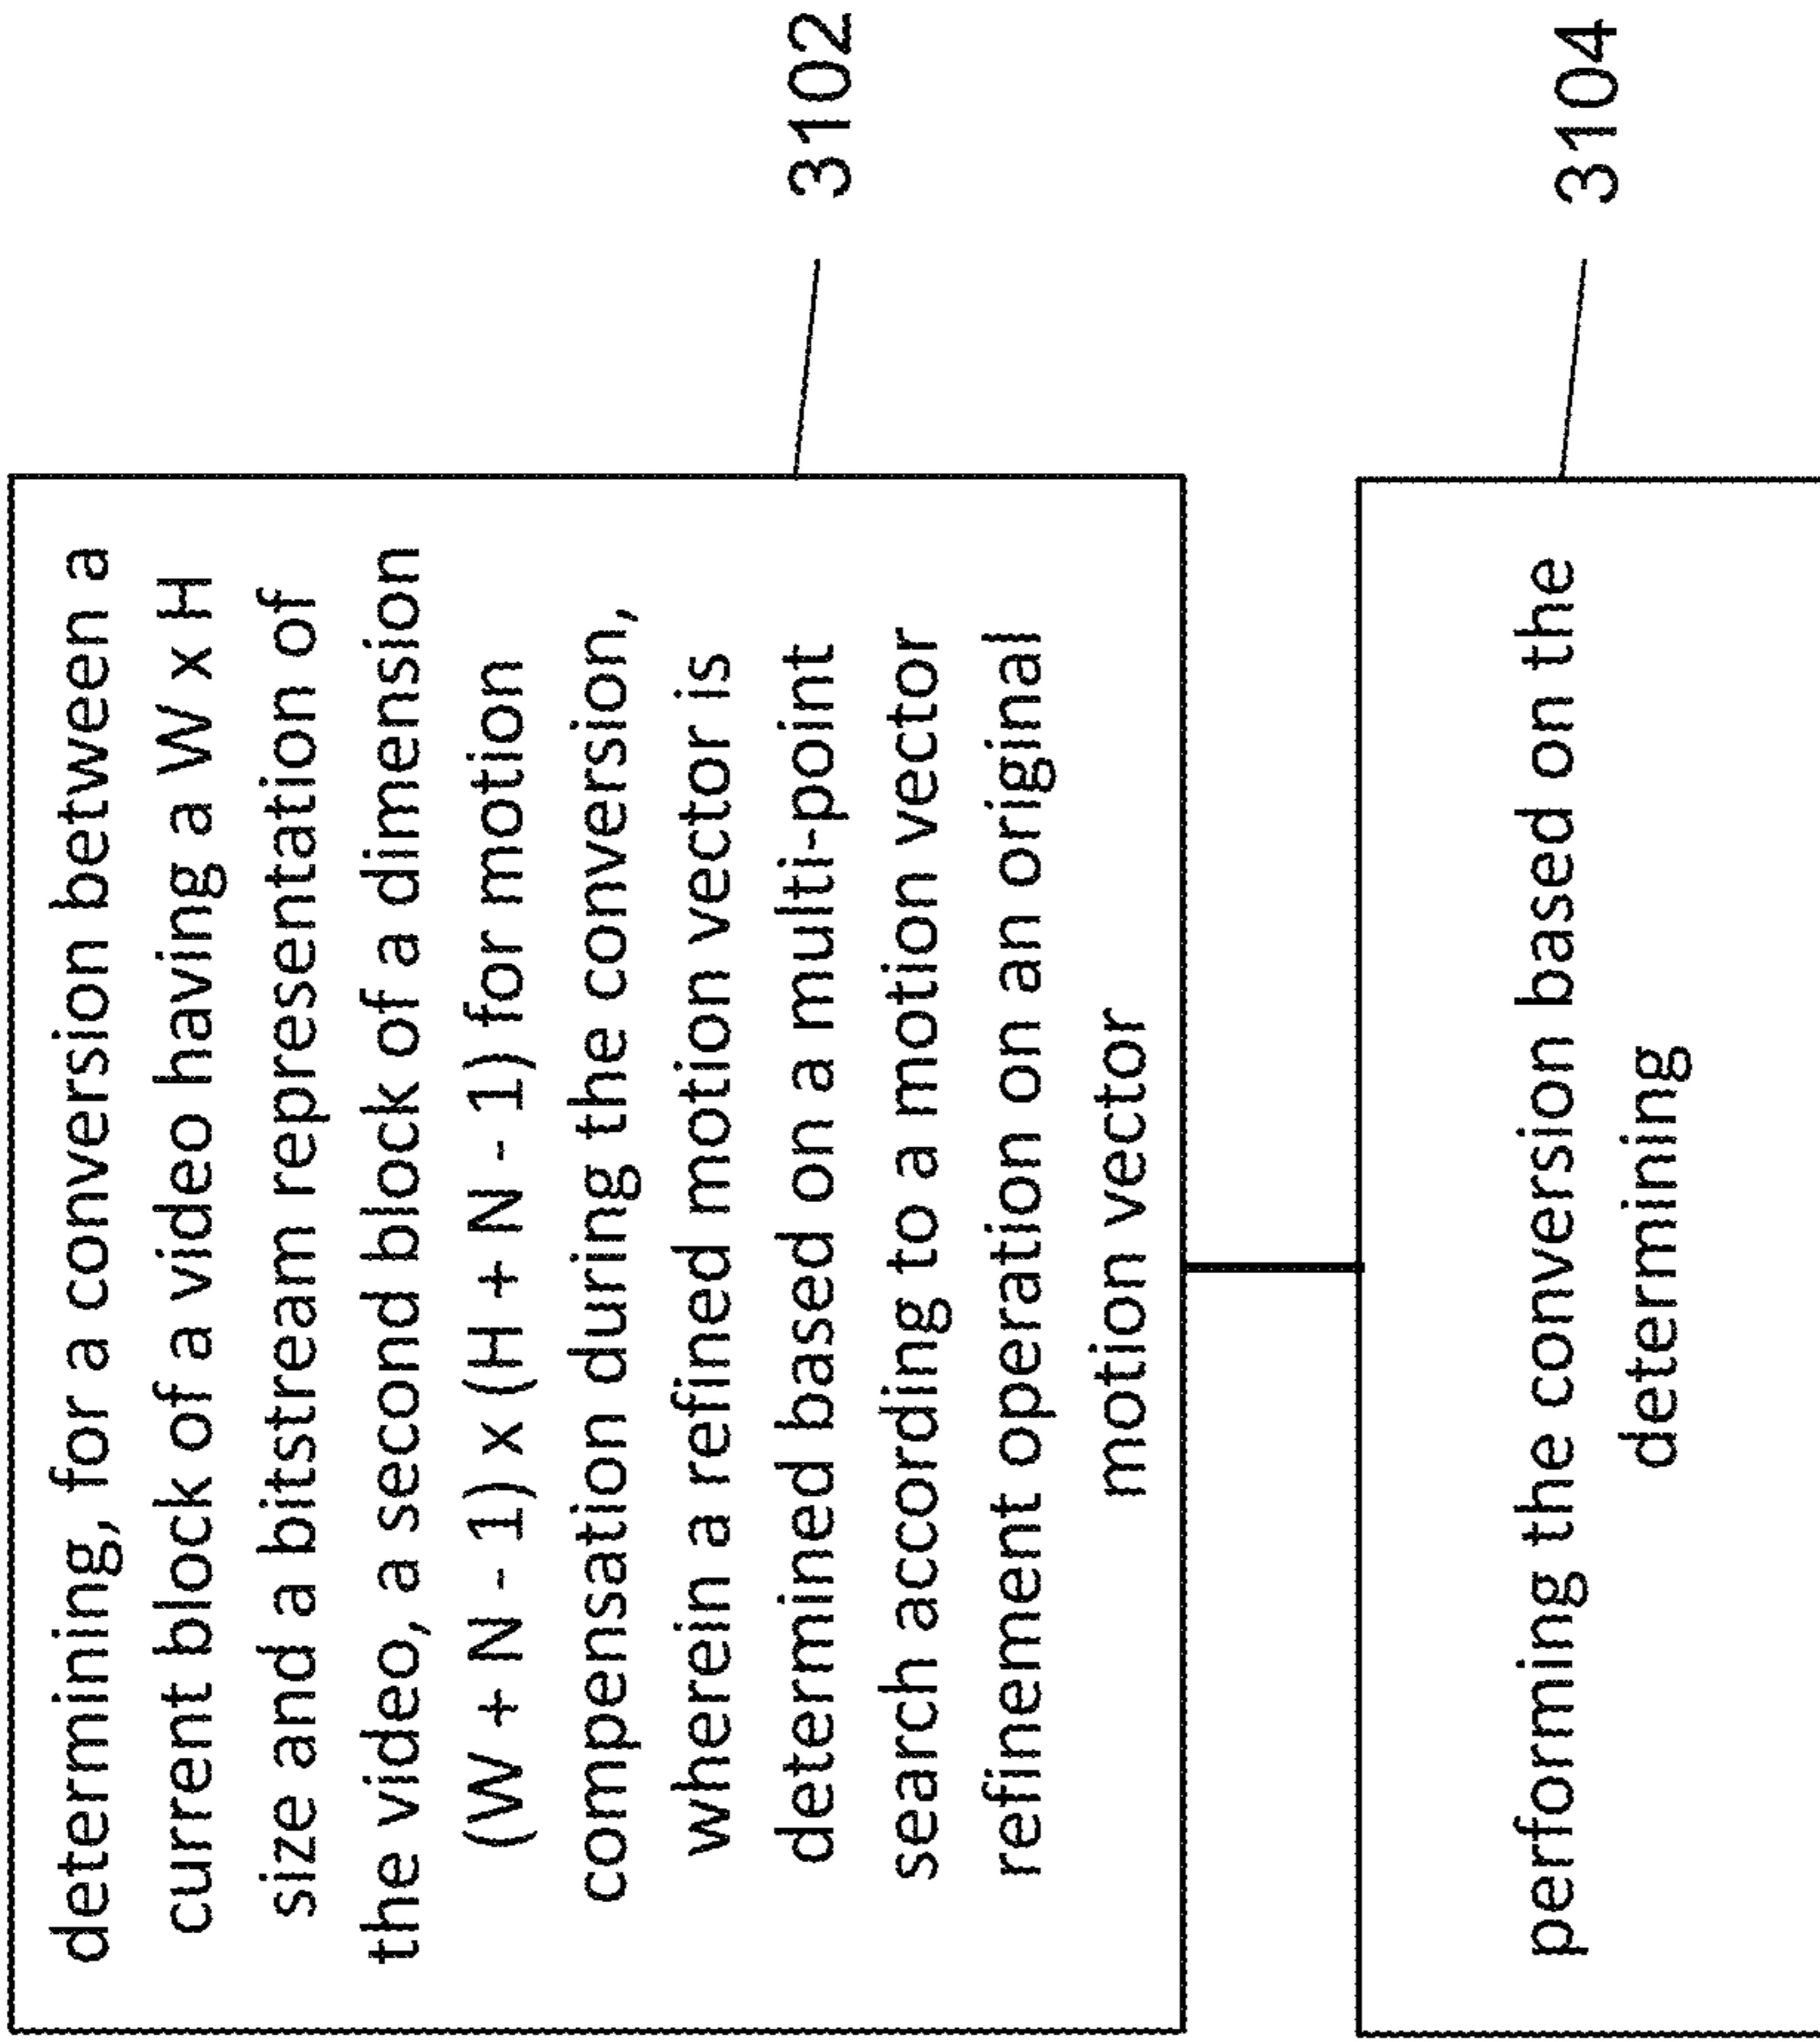 determining, for a conversion between a
current block of a video having a W x H
size and a bitstream representation of
the video, a second block of a dimension
(W + N - 1) x (H + N - 1) for motion
compensation during the conversion,
wherein a refined motion vector is
determined based on a multi-point
search according to a motion vector
refinement operation on an original
motion vector
3102
performing the conversion based on the
determining
3104